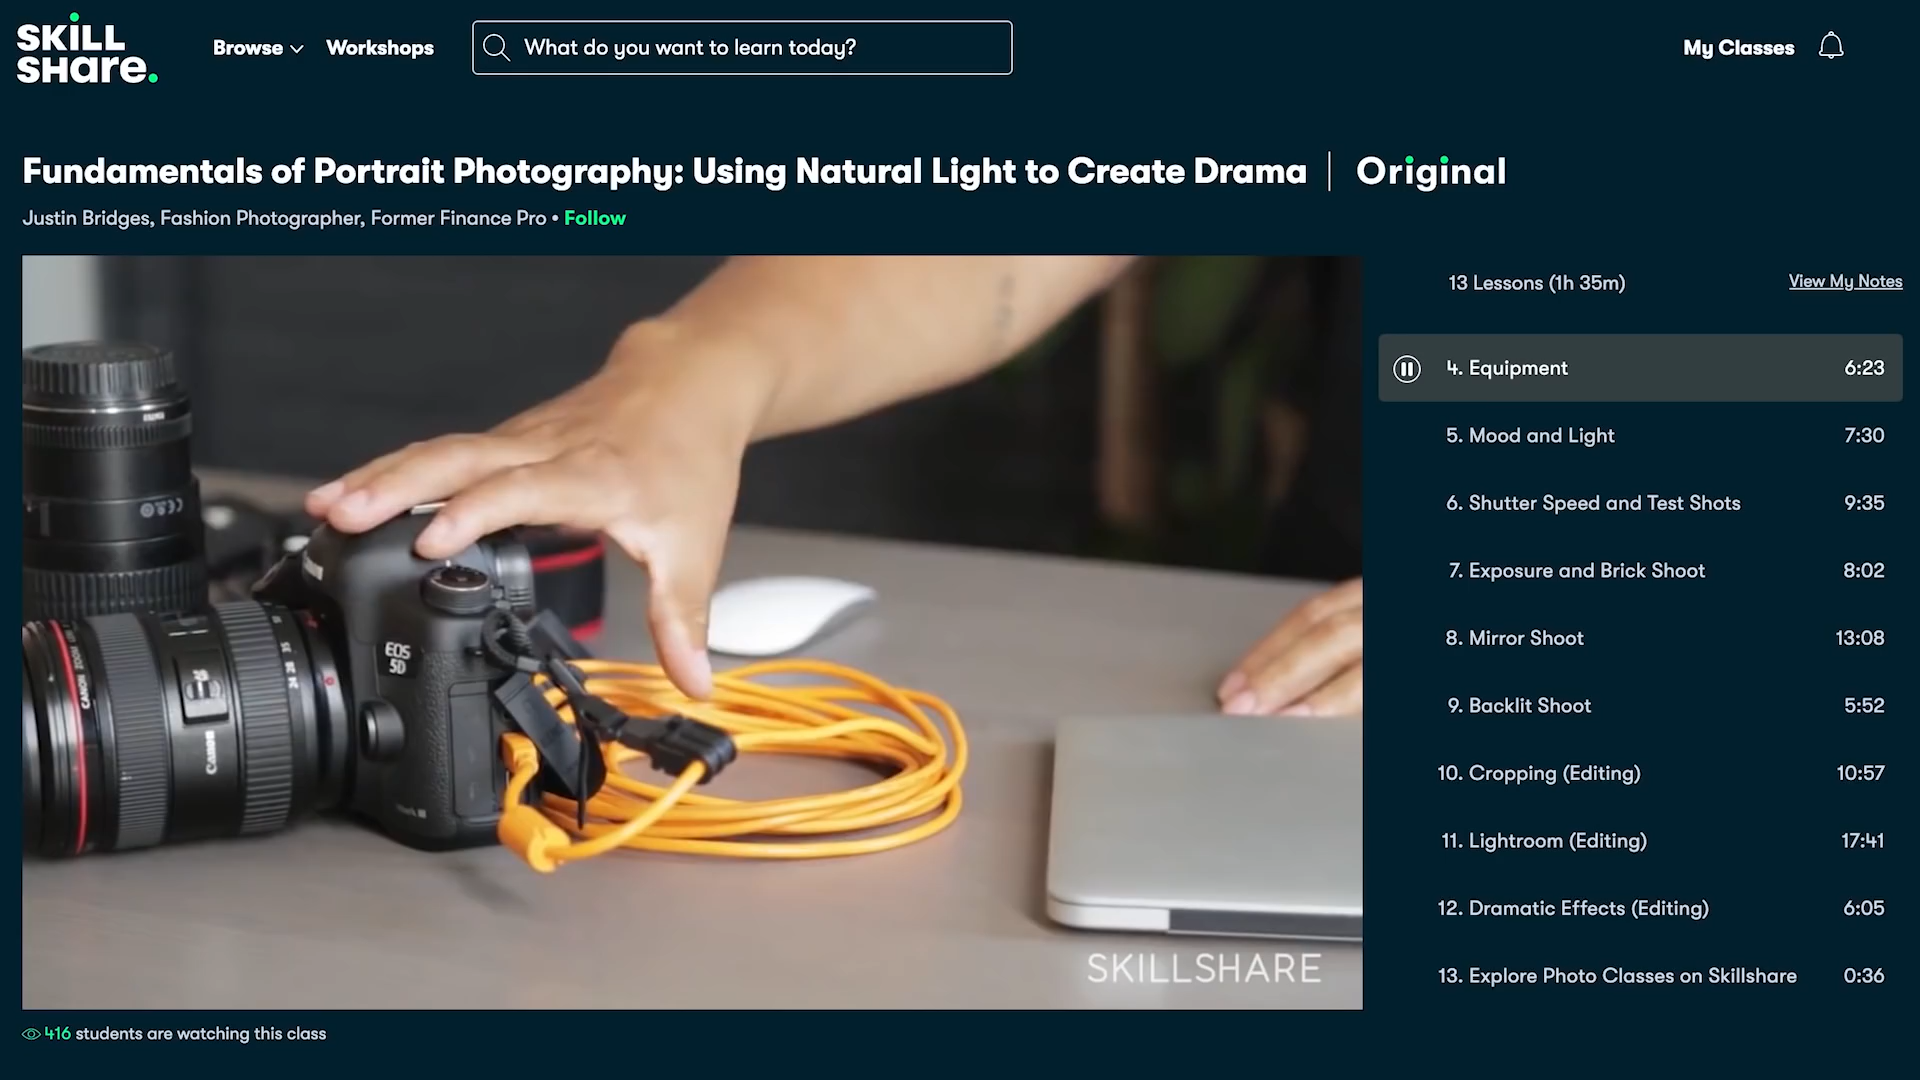 SKILL
SHare.
Browse
Workshops
What do you want to learn today?
My Classes
Fundamentals of Portrait Photography: Using Natural Light to Create Drama | Original
Justin Bridges, Fashion Photographer, Former Finance Pro • Follow
13 Lessons (1h 35m)
View My Notes
4. Equipment 6:23
5. Mood and Light 7:30
6. Shutter Speed and Test Shots 9:35
7. Exposure and Brick Shoot 8:02
8. Mirror Shoot 13:08
9. Backlit Shoot 5:52
10. Cropping (Editing) 10:57
11. Lightroom (Editing) 17:41
12. Dramatic Effects (Editing) 6:05
13. Explore Photo Classes on Skillshare 0:36
EOS
5D
CANON ZOOM
Canon
24 28 35
SKILLSHARE
416 students are watching this class